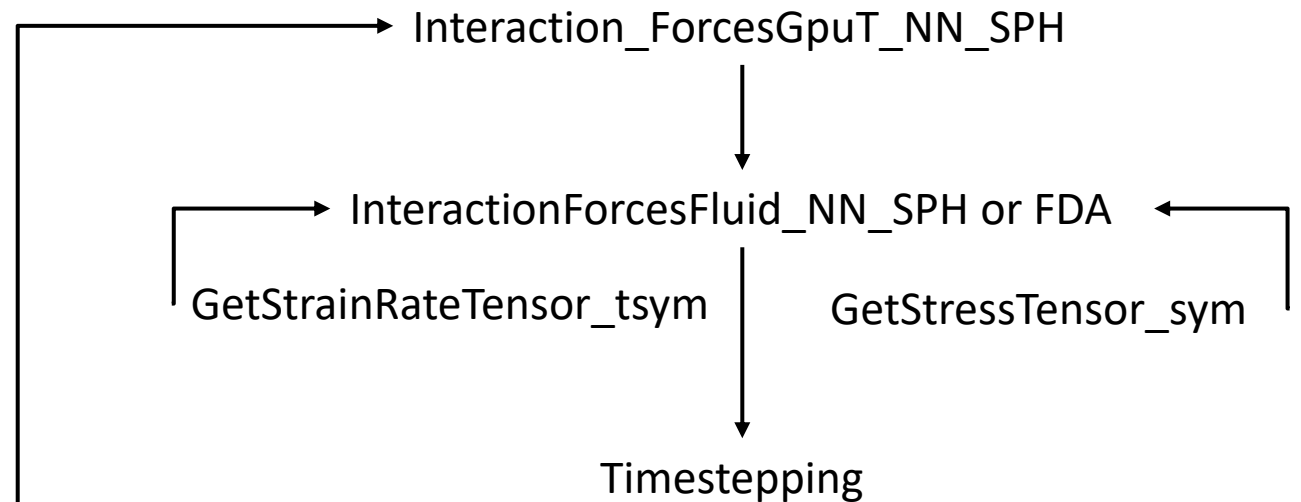 Interaction_ForcesGpuT_NN_SPH
InteractionForcesFluid_NN_SPH or FDA
GetStrainRateTensor_tsym
GetStressTensor_sym
Timestepping